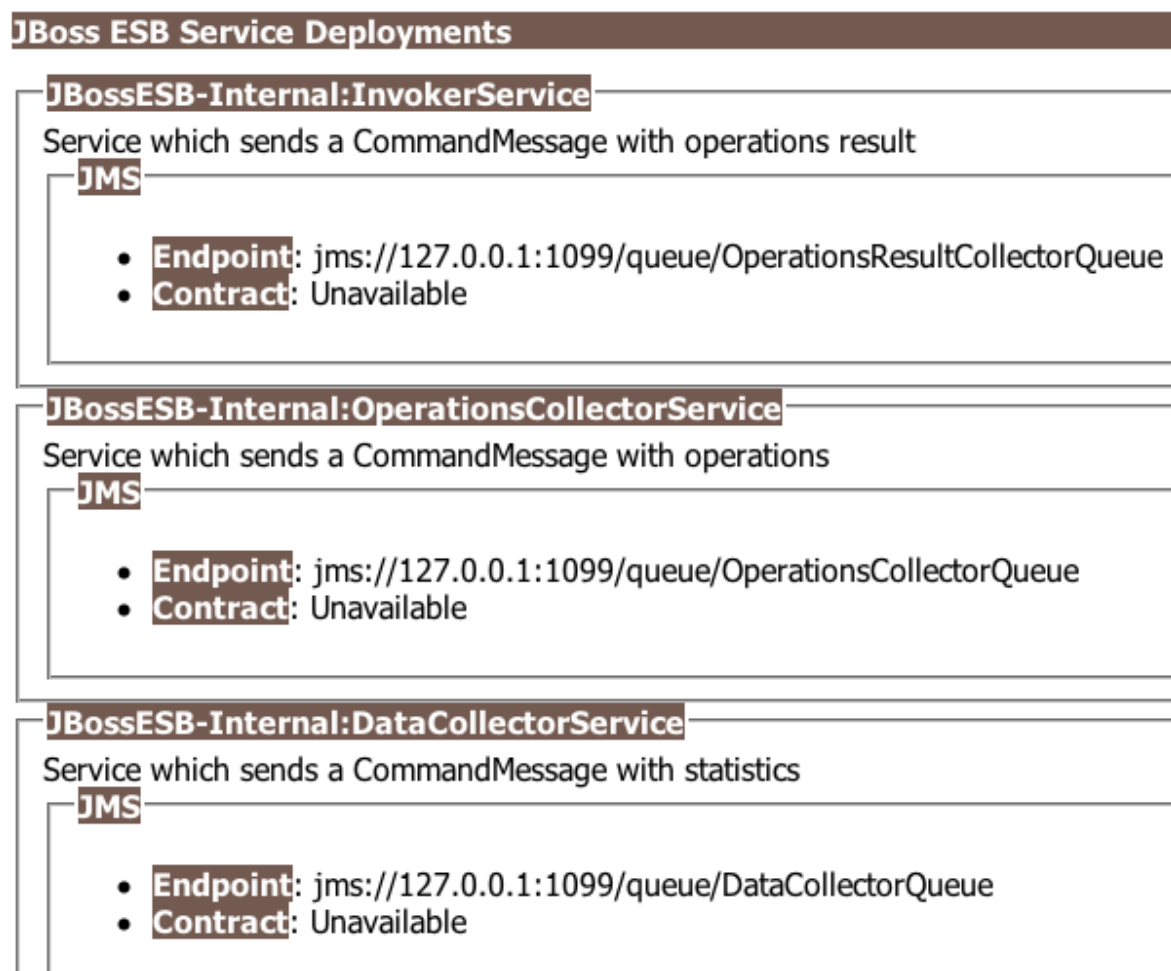 JBoss ESB Service Deployments
JBossESB-Internal:InvokerService
Service which sends a CommandMessage with operations result
JMS
• Endpoint: jms://127.0.0.1:1099/queue/OperationsResultCollectorQueue
• Contract: Unavailable
JBossESB-Internal:OperationsCollectorService
Service which sends a CommandMessage with operations
JMS
• Endpoint: jms://127.0.0.1:1099/queue/OperationsCollectorQueue
• Contract: Unavailable
JBossESB-Internal:DataCollectorService
Service which sends a CommandMessage with statistics
JMS
• Endpoint: jms://127.0.0.1:1099/queue/DataCollectorQueue
• Contract: Unavailable